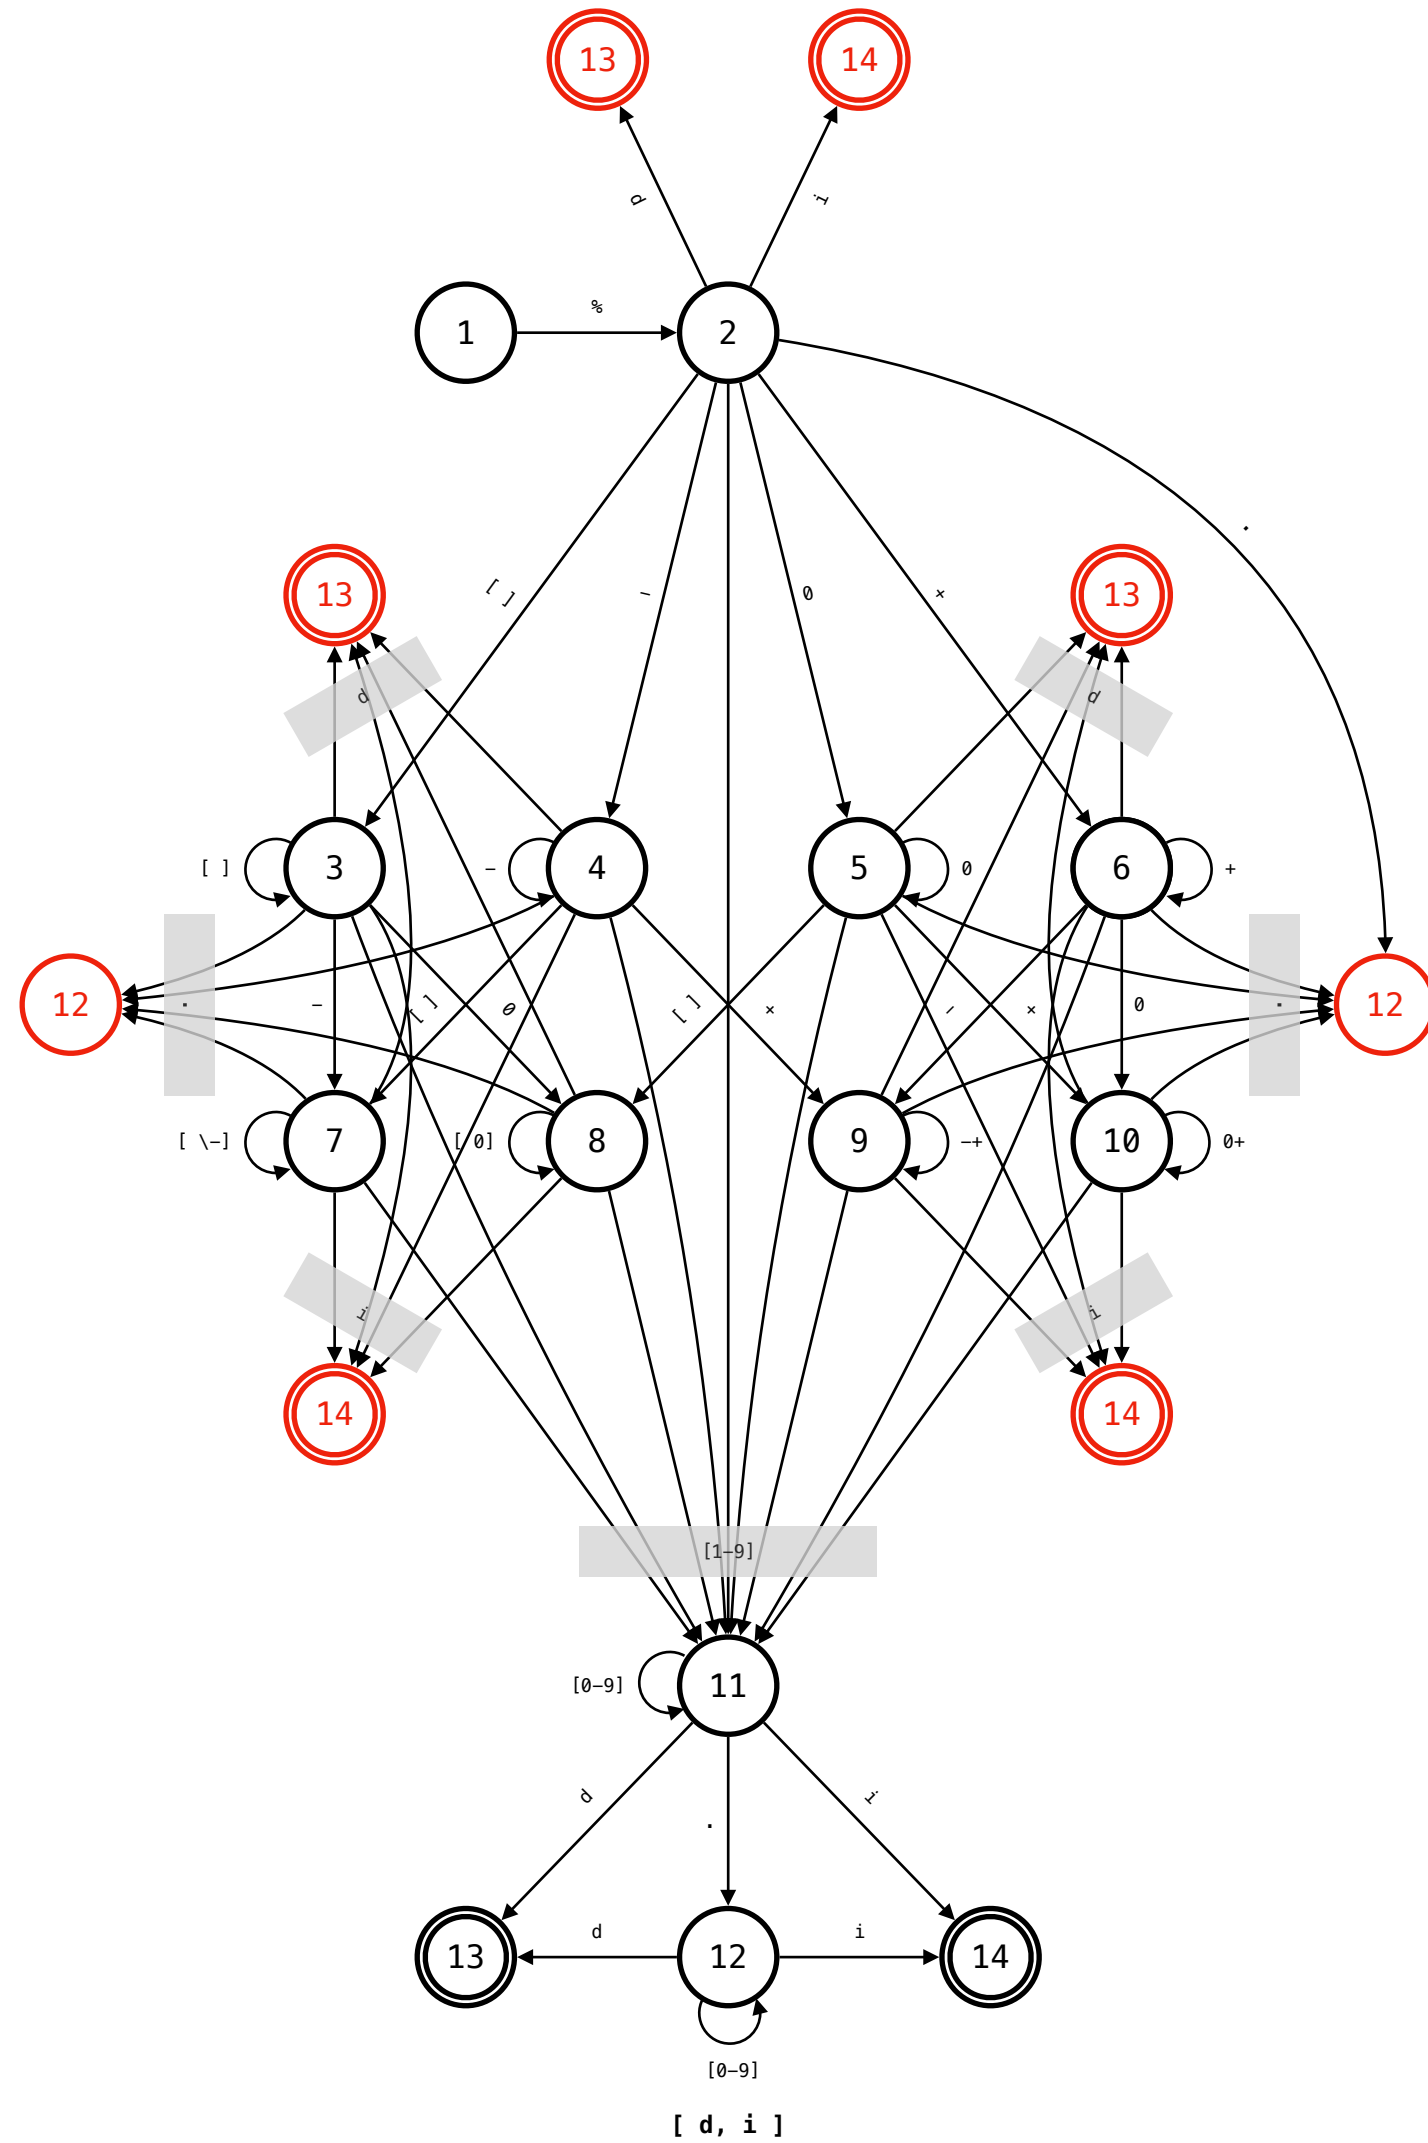 13 14
d i
1 % 2
.
[ ] – 0 +
13 13
d d
[ ] 3 – 4 5 0 6 +
12 . – [ ] 0 [ ] + – + 0 . 12
[ \–] 7 [ 0] 8 9 –+ 10 0+
i i
14 14
[1–9]
[0–9] 11
d . i
13 d 12 i 14
[0–9]
[ d, i ]